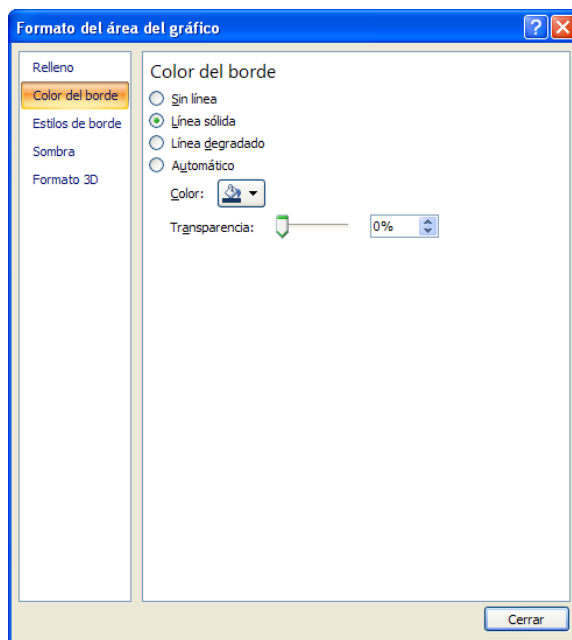 Formato del área del gráfico
Relleno
Color del borde
Estilos de borde
Sombra
Formato 3D
Color del borde
Sin línea
Línea sólida
Línea degradado
Automático
Color:
Transparencia: 0%
Cerrar